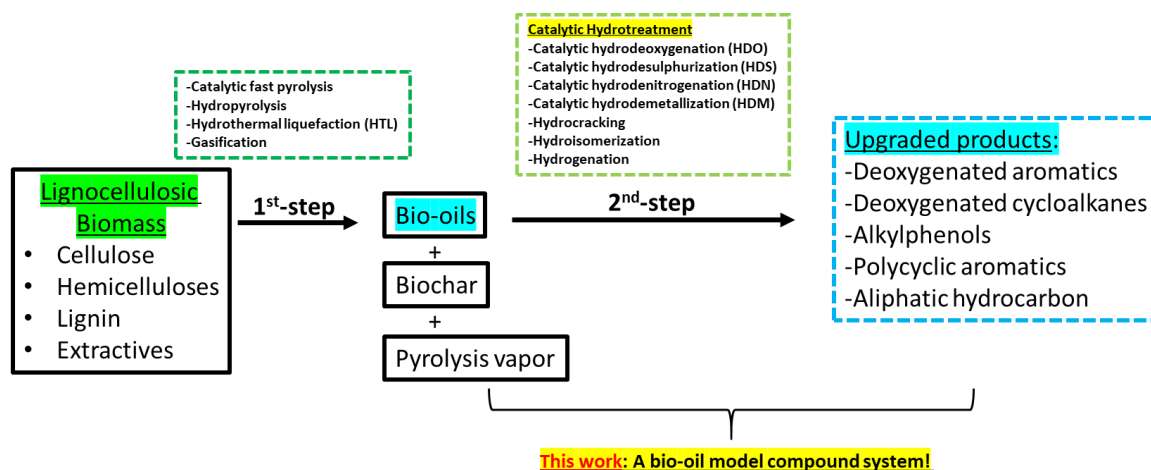 Catalytic Hydrotreatment
-Catalytic hydrodeoxygenation (HDO)
-Catalytic hydrodesulphurization (HDS)
-Catalytic hydrodenitrogenation (HDN)
-Catalytic hydrodemetallization (HDM)
-Hydrocracking
-Hydroisomerization
-Hydrogenation
-Catalytic fast pyrolysis
-Hydropyrolysis
-Hydrothermal liquefaction (HTL)
-Gasification
Lignocellulosic
Biomass
• Cellulose
• Hemicelluloses
• Lignin
• Extractives
1st-step
Bio-oils
+
Biochar
+
Pyrolysis vapor
2nd-step
Upgraded products:
-Deoxygenated aromatics
-Deoxygenated cycloalkanes
-Alkylphenols
-Polycyclic aromatics
-Aliphatic hydrocarbon
This work: A bio-oil model compound system!